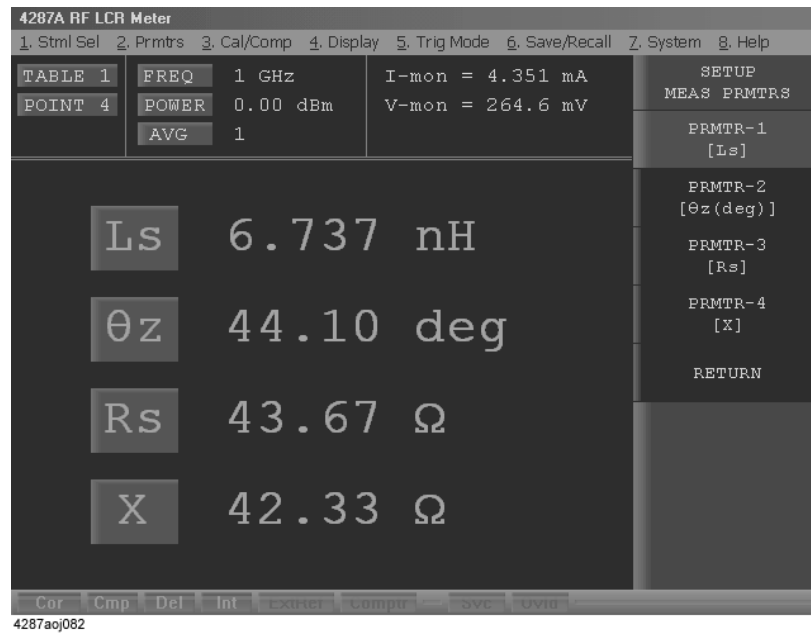 4287A RF LCR Meter
1. Stml Sel 2. Prmtrs 3. Cal/Comp 4. Display 5. Trig Mode 6. Save/Recall 7. System 8. Help
TABLE 1 FREQ 1 GHz I-mon = 4.351 mA
POINT 4 POWER 0.00 dBm V-mon = 264.6 mV
AVG 1
SETUP
MEAS PRMTRS
PRMTR-1
[Ls]
PRMTR-2
[θz(deg)]
PRMTR-3
[Rs]
PRMTR-4
[X]
RETURN
Ls 6.737 nH
θz 44.10 deg
Rs 43.67 Ω
X 42.33 Ω
Cor Cmp Del Int ExtRef Comptr Svc Ovld
4287aoj082